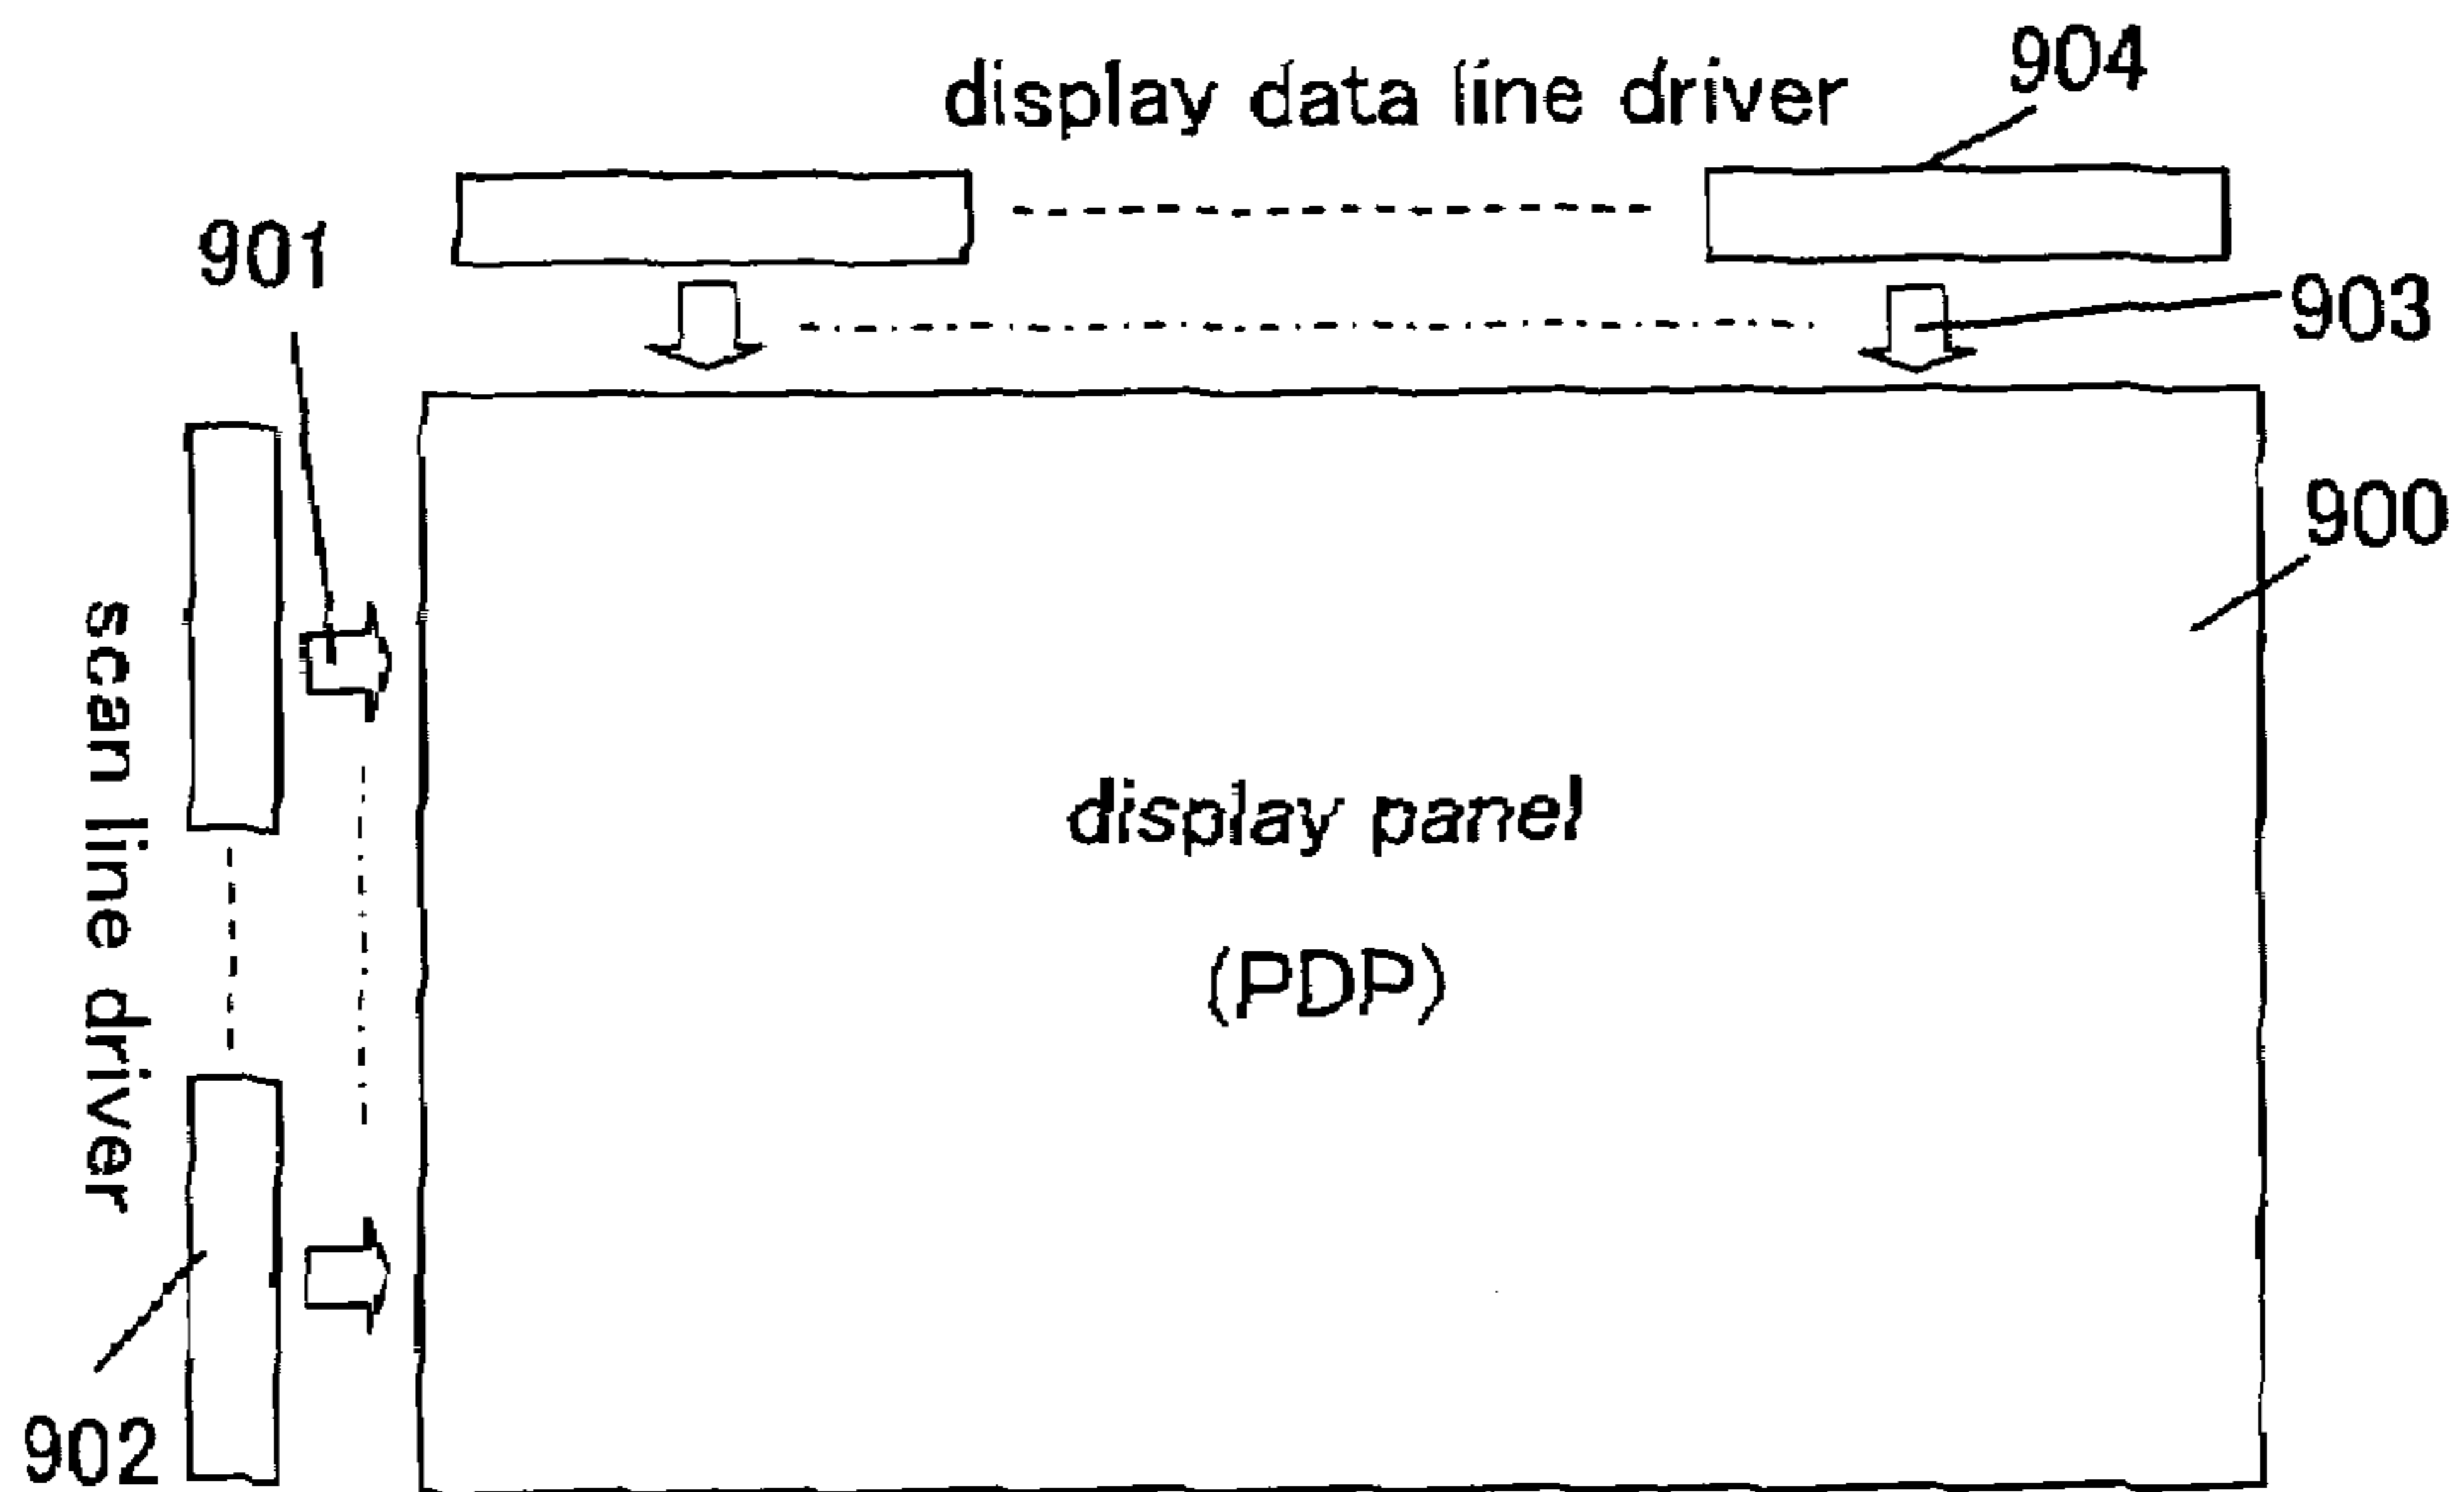 904
display data line driver
901
903
900
scan line driver
display panel
(PDP)
902